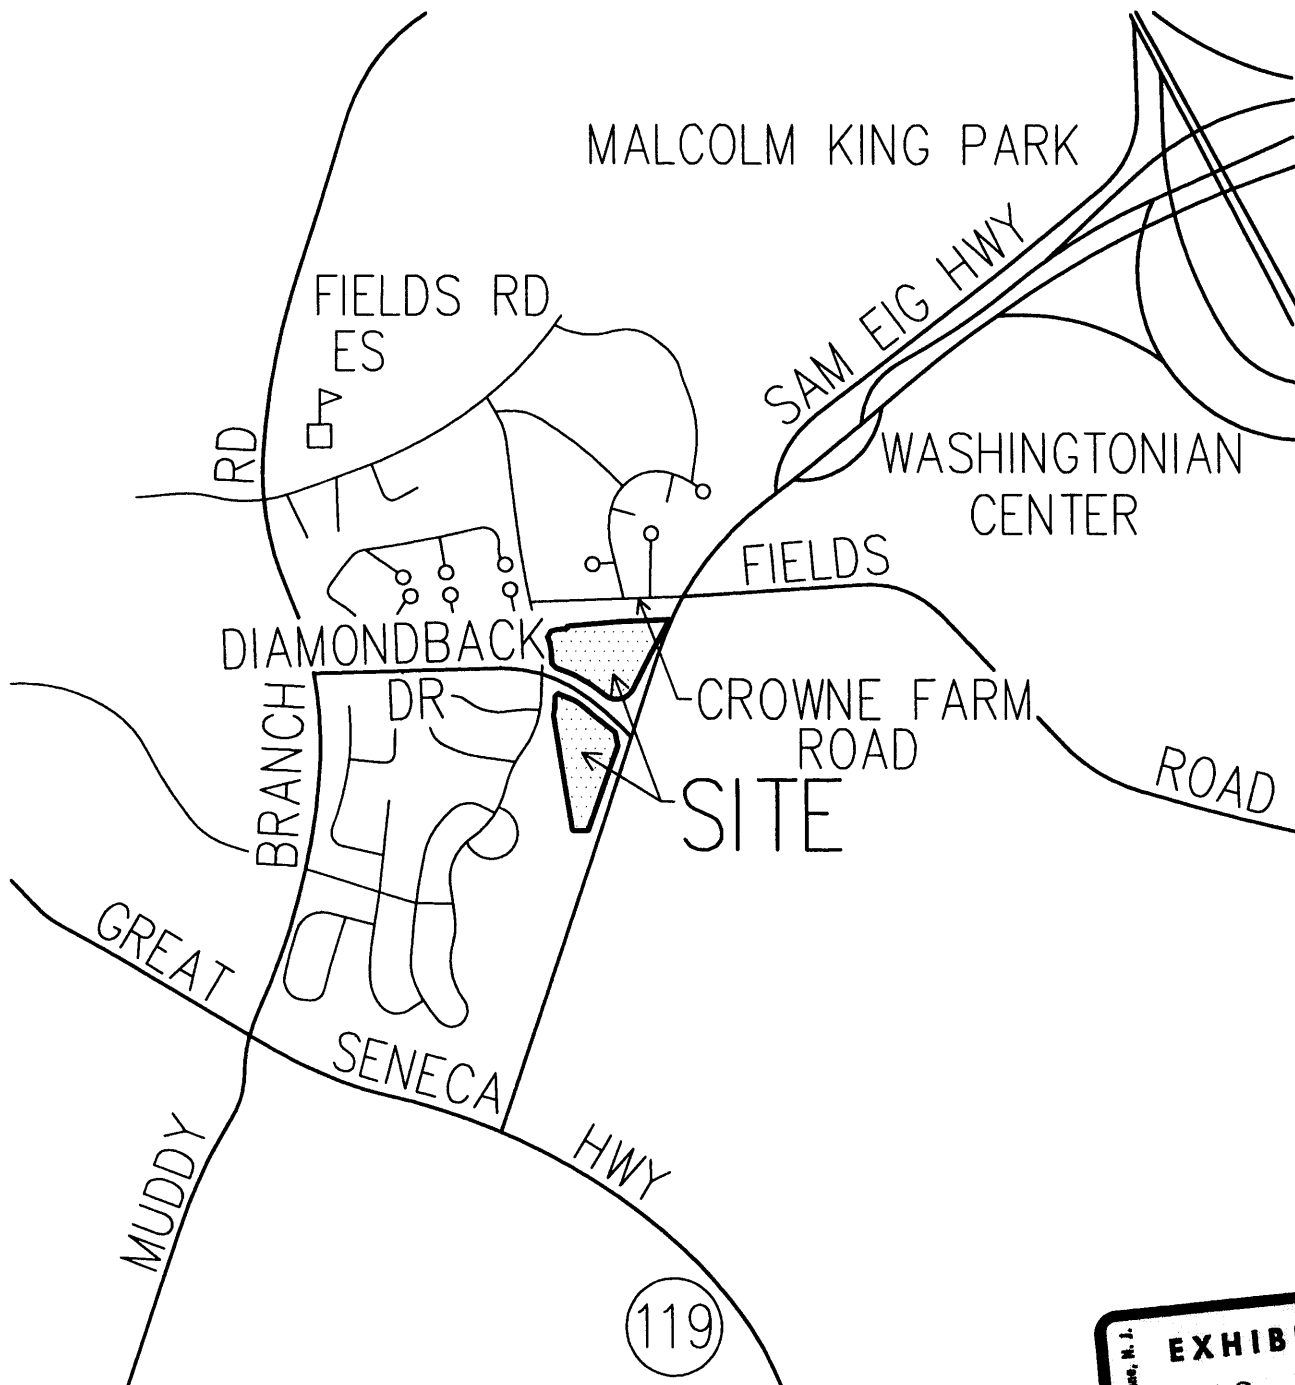 MALCOLM KING PARK
SAM EIG HWY
FIELDS RD
ES
RD
WASHINGTONIAN
CENTER
FIELDS
DIAMONDBACK
DR
CROWNE FARM
ROAD
ROAD
SITE
BRANCH
GREAT
SENECA
HWY
MUDDY
119
EXHIB